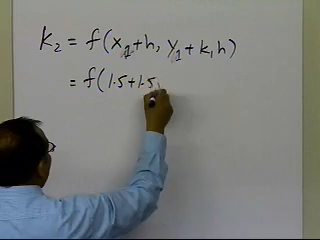 k₂ = f(x₁+h, y₁+k₁h)
= f(1.5+1.5,